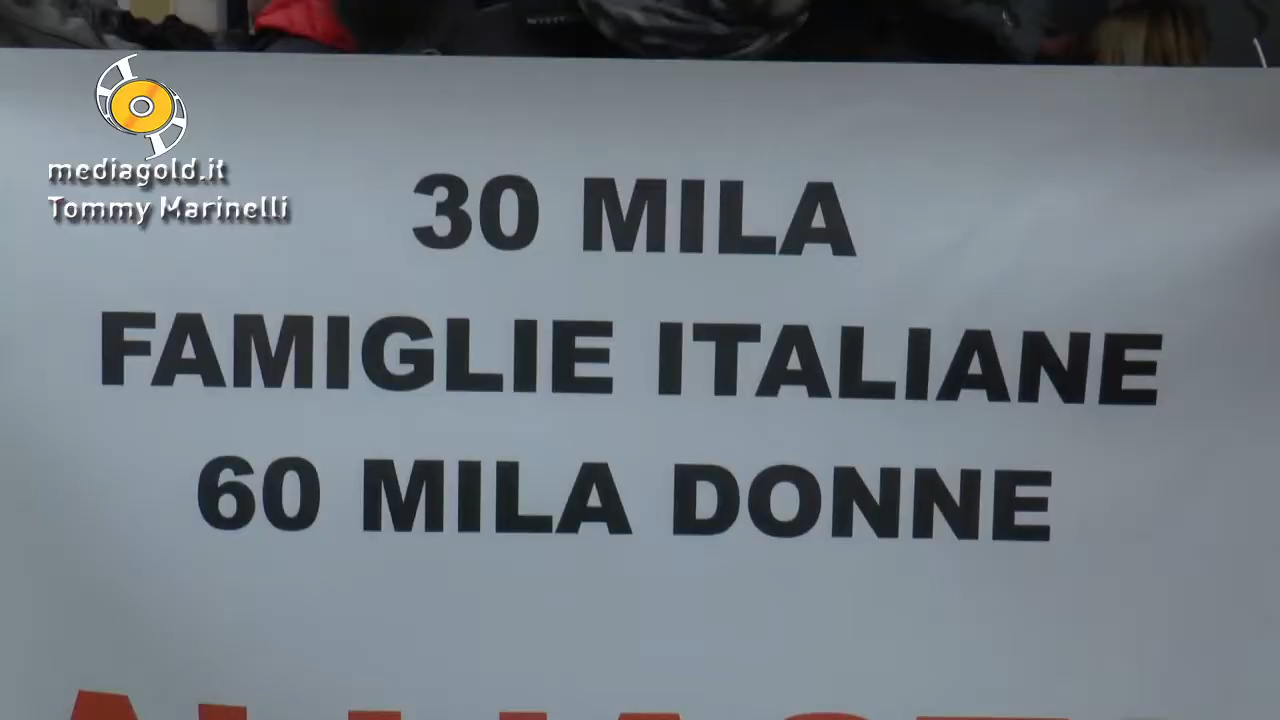 mediagold.it
Tommy Marinelli
30 MILA
FAMIGLIE ITALIANE
60 MILA DONNE